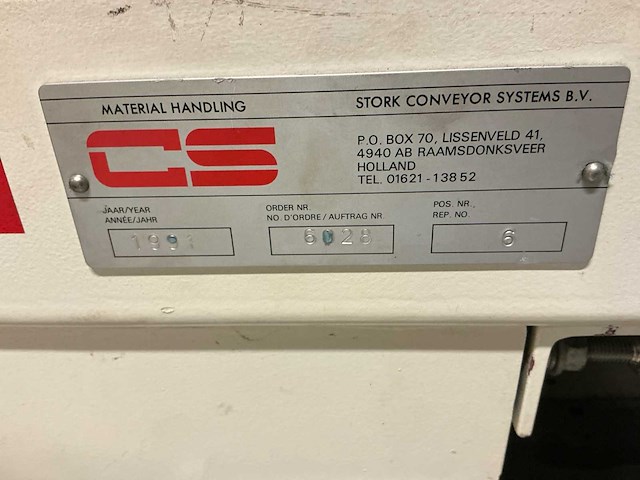 MATERIAL HANDLING
STORK CONVEYOR SYSTEMS B.V.
CS
P.O. BOX 70, LISSENVELD 41,
4940 AB RAAMSDONKSVEER
HOLLAND
TEL. 01621 - 138 52
JAAR/YEAR
ANNÉE/JAHR
1991
ORDER NR.
NO. D'ORDRE / AUFTRAG NR.
6028
POS. NR.
REP. NO.
6